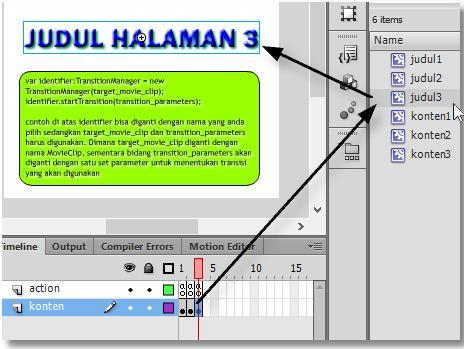 JUDUL HALAMAN 3
var identifier:TransitionManager = new
TransitionManager(target_movie_clip);
identifier.startTransition(transition_parameters);
contoh di atas identifier bisa diganti dengan nama yang anda
pilih sedangkan target_movie_clip dan transition_parameters
harus digunakan. Dimana target_movie_clip diganti dengan
nama MovieClip, sementara bidang transition_parameters akan
diganti dengan satu set parameter untuk menentukan transisi
yang akan digunakan
6 items
Name
judul1
judul2
judul3
konten1
konten2
konten3
Timeline Output Compiler Errors Motion Editor
1 5 10 15
action
konten